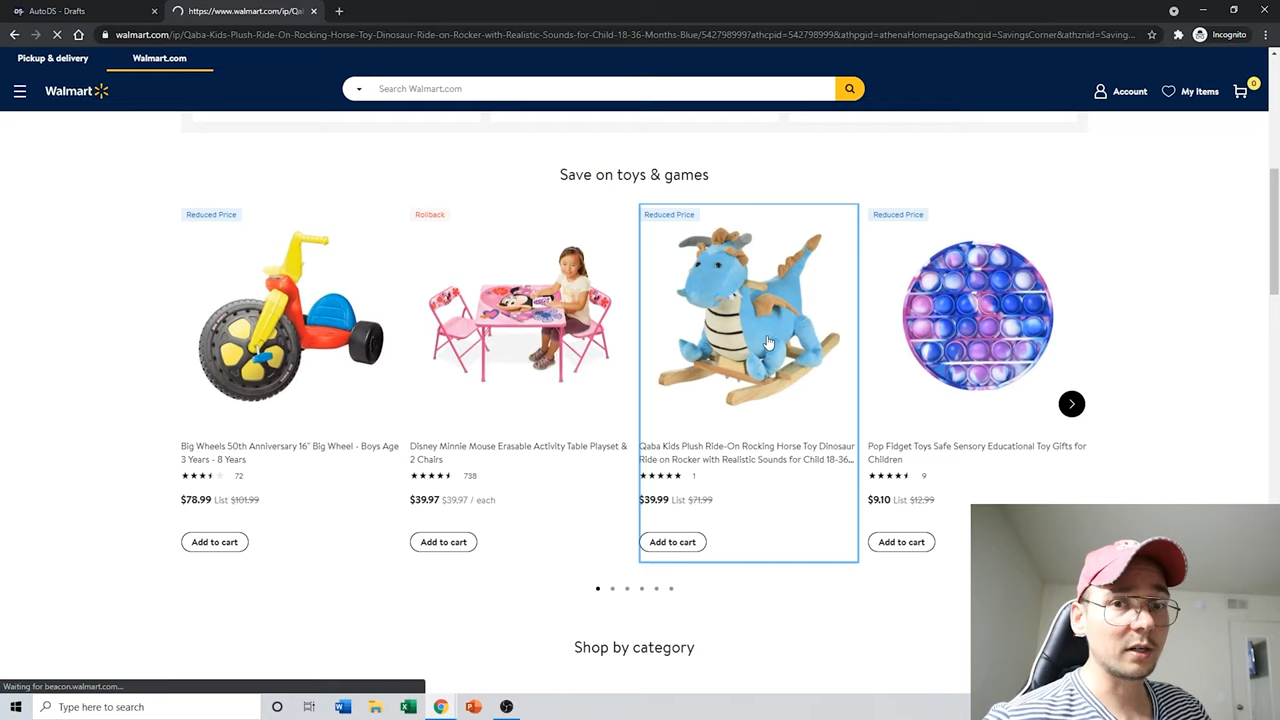 AutoDS - Drafts
https://www.walmart.com/ip/Qab
Incognito
walmart.com/ip/Qaba-Kids-Plush-Ride-On-Rocking-Horse-Toy-Dinosaur-Ride-on-Rocker-with-Realistic-Sounds-for-Child-18-36-Months-Blue/542798999?athcpid=542798999&athpgid=athenaHomepage&athcgid=SavingsCorner&athznid=Saving...
Pickup & delivery
Walmart.com
Walmart
Search Walmart.com
Account
My Items
0
Save on toys & games
Reduced Price
Rollback
Reduced Price
Reduced Price
Big Wheels 50th Anniversary 16" Big Wheel - Boys Age
3 Years - 8 Years
72
$78.99 List $101.99
Add to cart
Disney Minnie Mouse Erasable Activity Table Playset &
2 Chairs
738
$39.97 $39.97 / each
Add to cart
Qaba Kids Plush Ride-On Rocking Horse Toy Dinosaur
Ride on Rocker with Realistic Sounds for Child 18-36...
1
$39.99 List $71.99
Add to cart
Pop Fidget Toys Safe Sensory Educational Toy Gifts for
Children
9
$9.10 List $12.99
Add to cart
Shop by category
Waiting for beacon.walmart.com...
Type here to search